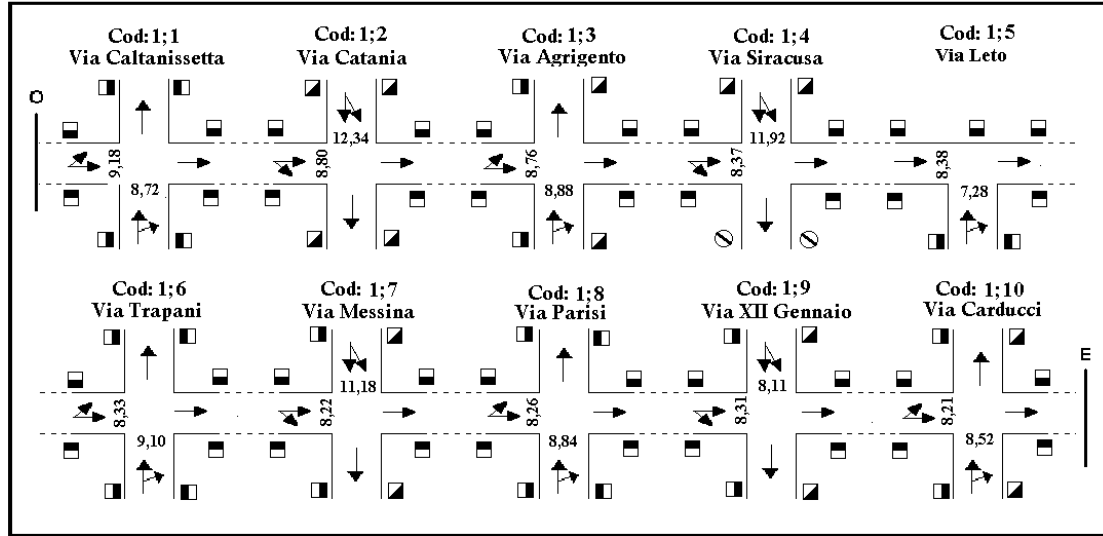 Cod: 1;1
Via Caltanissetta
Cod: 1;2
Via Catania
Cod: 1;3
Via Agrigento
Cod: 1;4
Via Siracusa
Cod: 1;5
Via Leto
O
9,18
8,72
12,34
8,80
8,76
8,88
11,92
8,37
8,38
7,28
Cod: 1;6
Via Trapani
Cod: 1;7
Via Messina
Cod: 1;8
Via Parisi
Cod: 1;9
Via XII Gennaio
Cod: 1;10
Via Carducci
E
8,33
9,10
11,18
8,22
8,26
8,84
8,11
8,31
8,21
8,52